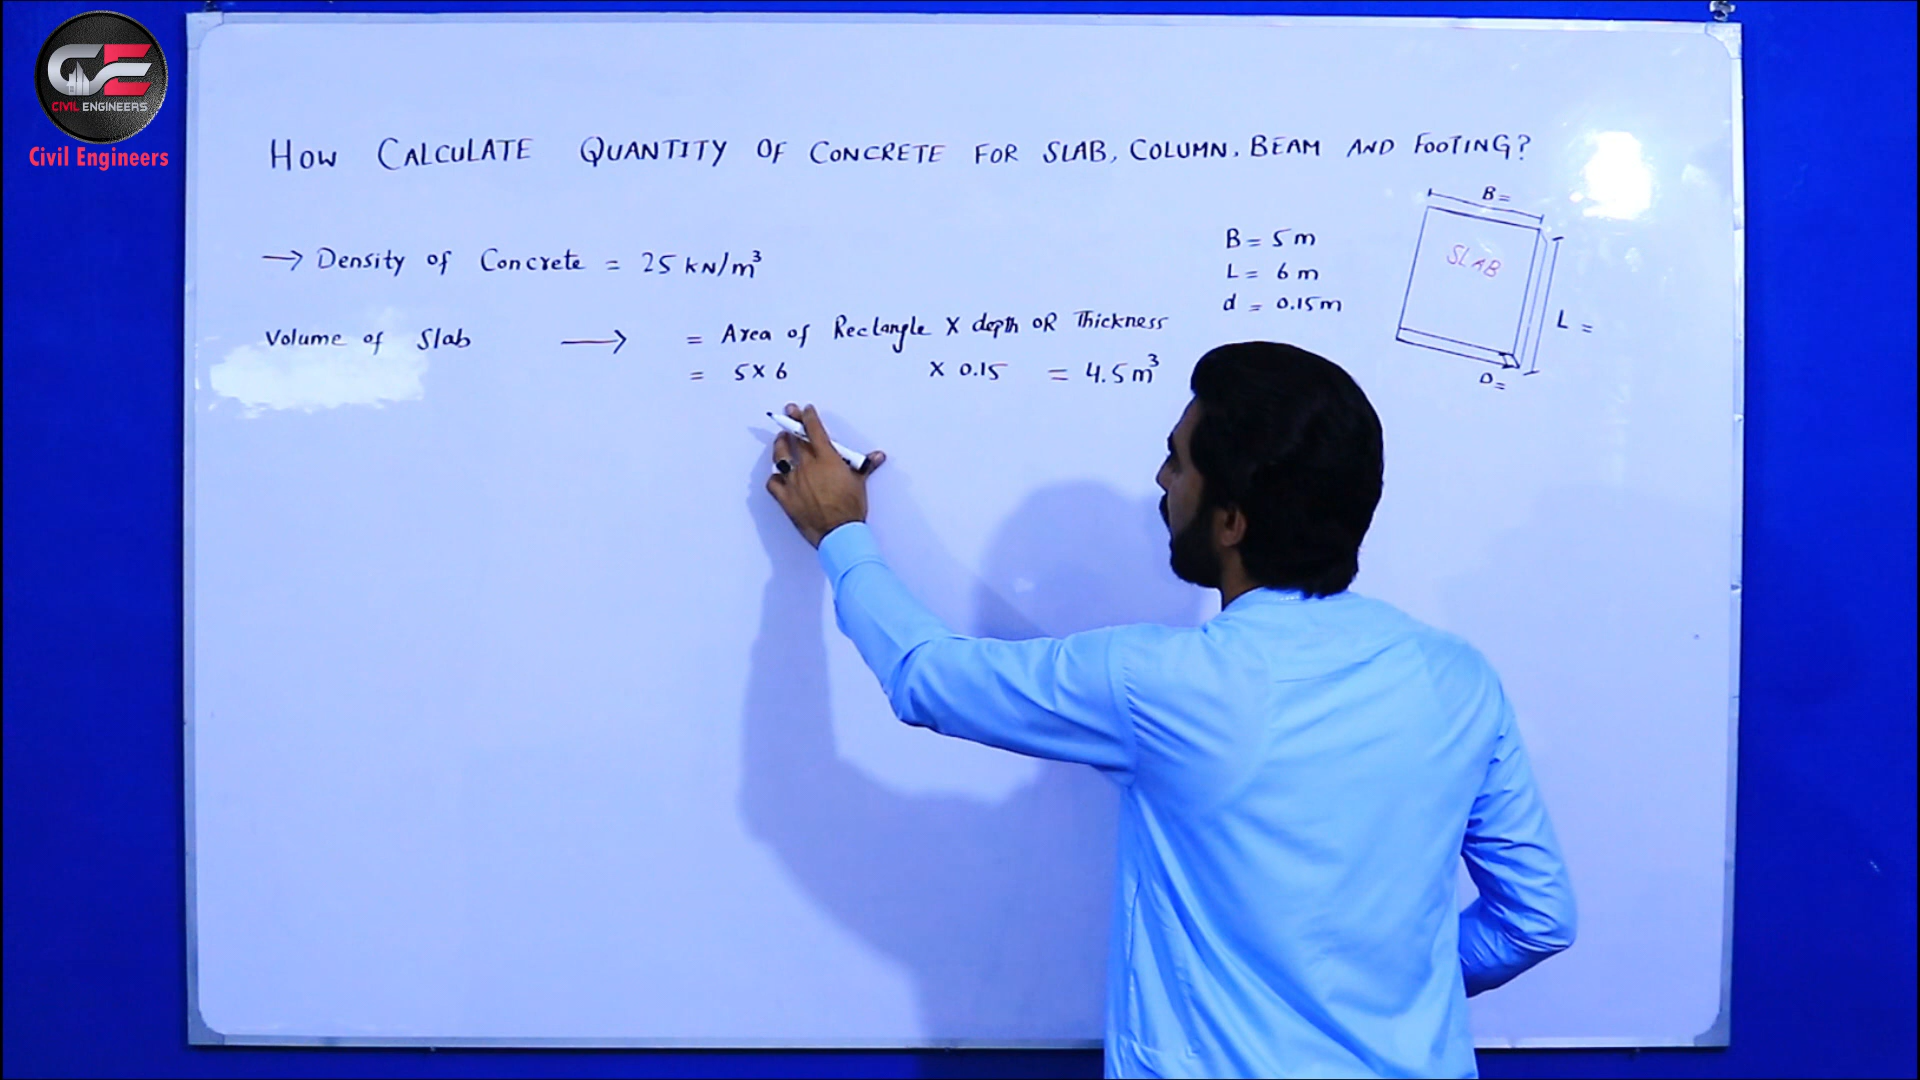 CE
CIVIL ENGINEERS
Civil Engineers
HOW CALCULATE QUANTITY OF CONCRETE FOR SLAB, COLUMN, BEAM AND FOOTING?
→ Density of Concrete = 25 kN/m³
Volume of Slab → = Area of Rectangle X depth OR Thickness
= 5 X 6 X 0.15 = 4.5 m³
B = 5 m
L = 6 m
d = 0.15 m
B =
SLAB
L =
D =